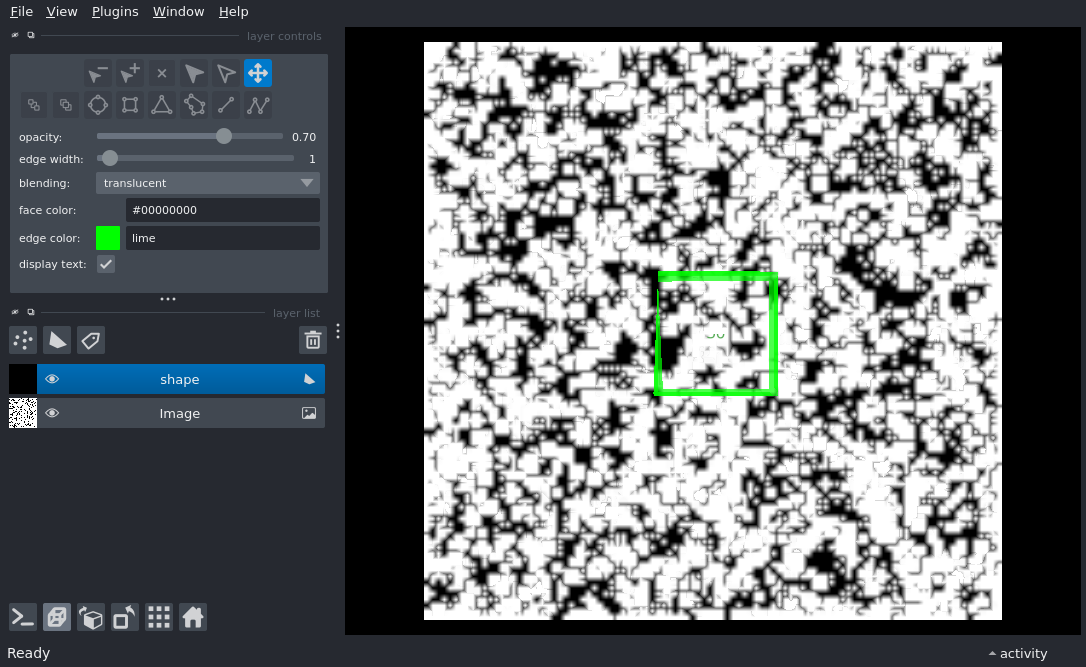 File View Plugins Window Help
layer controls
opacity: 0.70
edge width: 1
blending: translucent
face color: #00000000
edge color: lime
display text:
layer list
shape
Image
Ready
activity